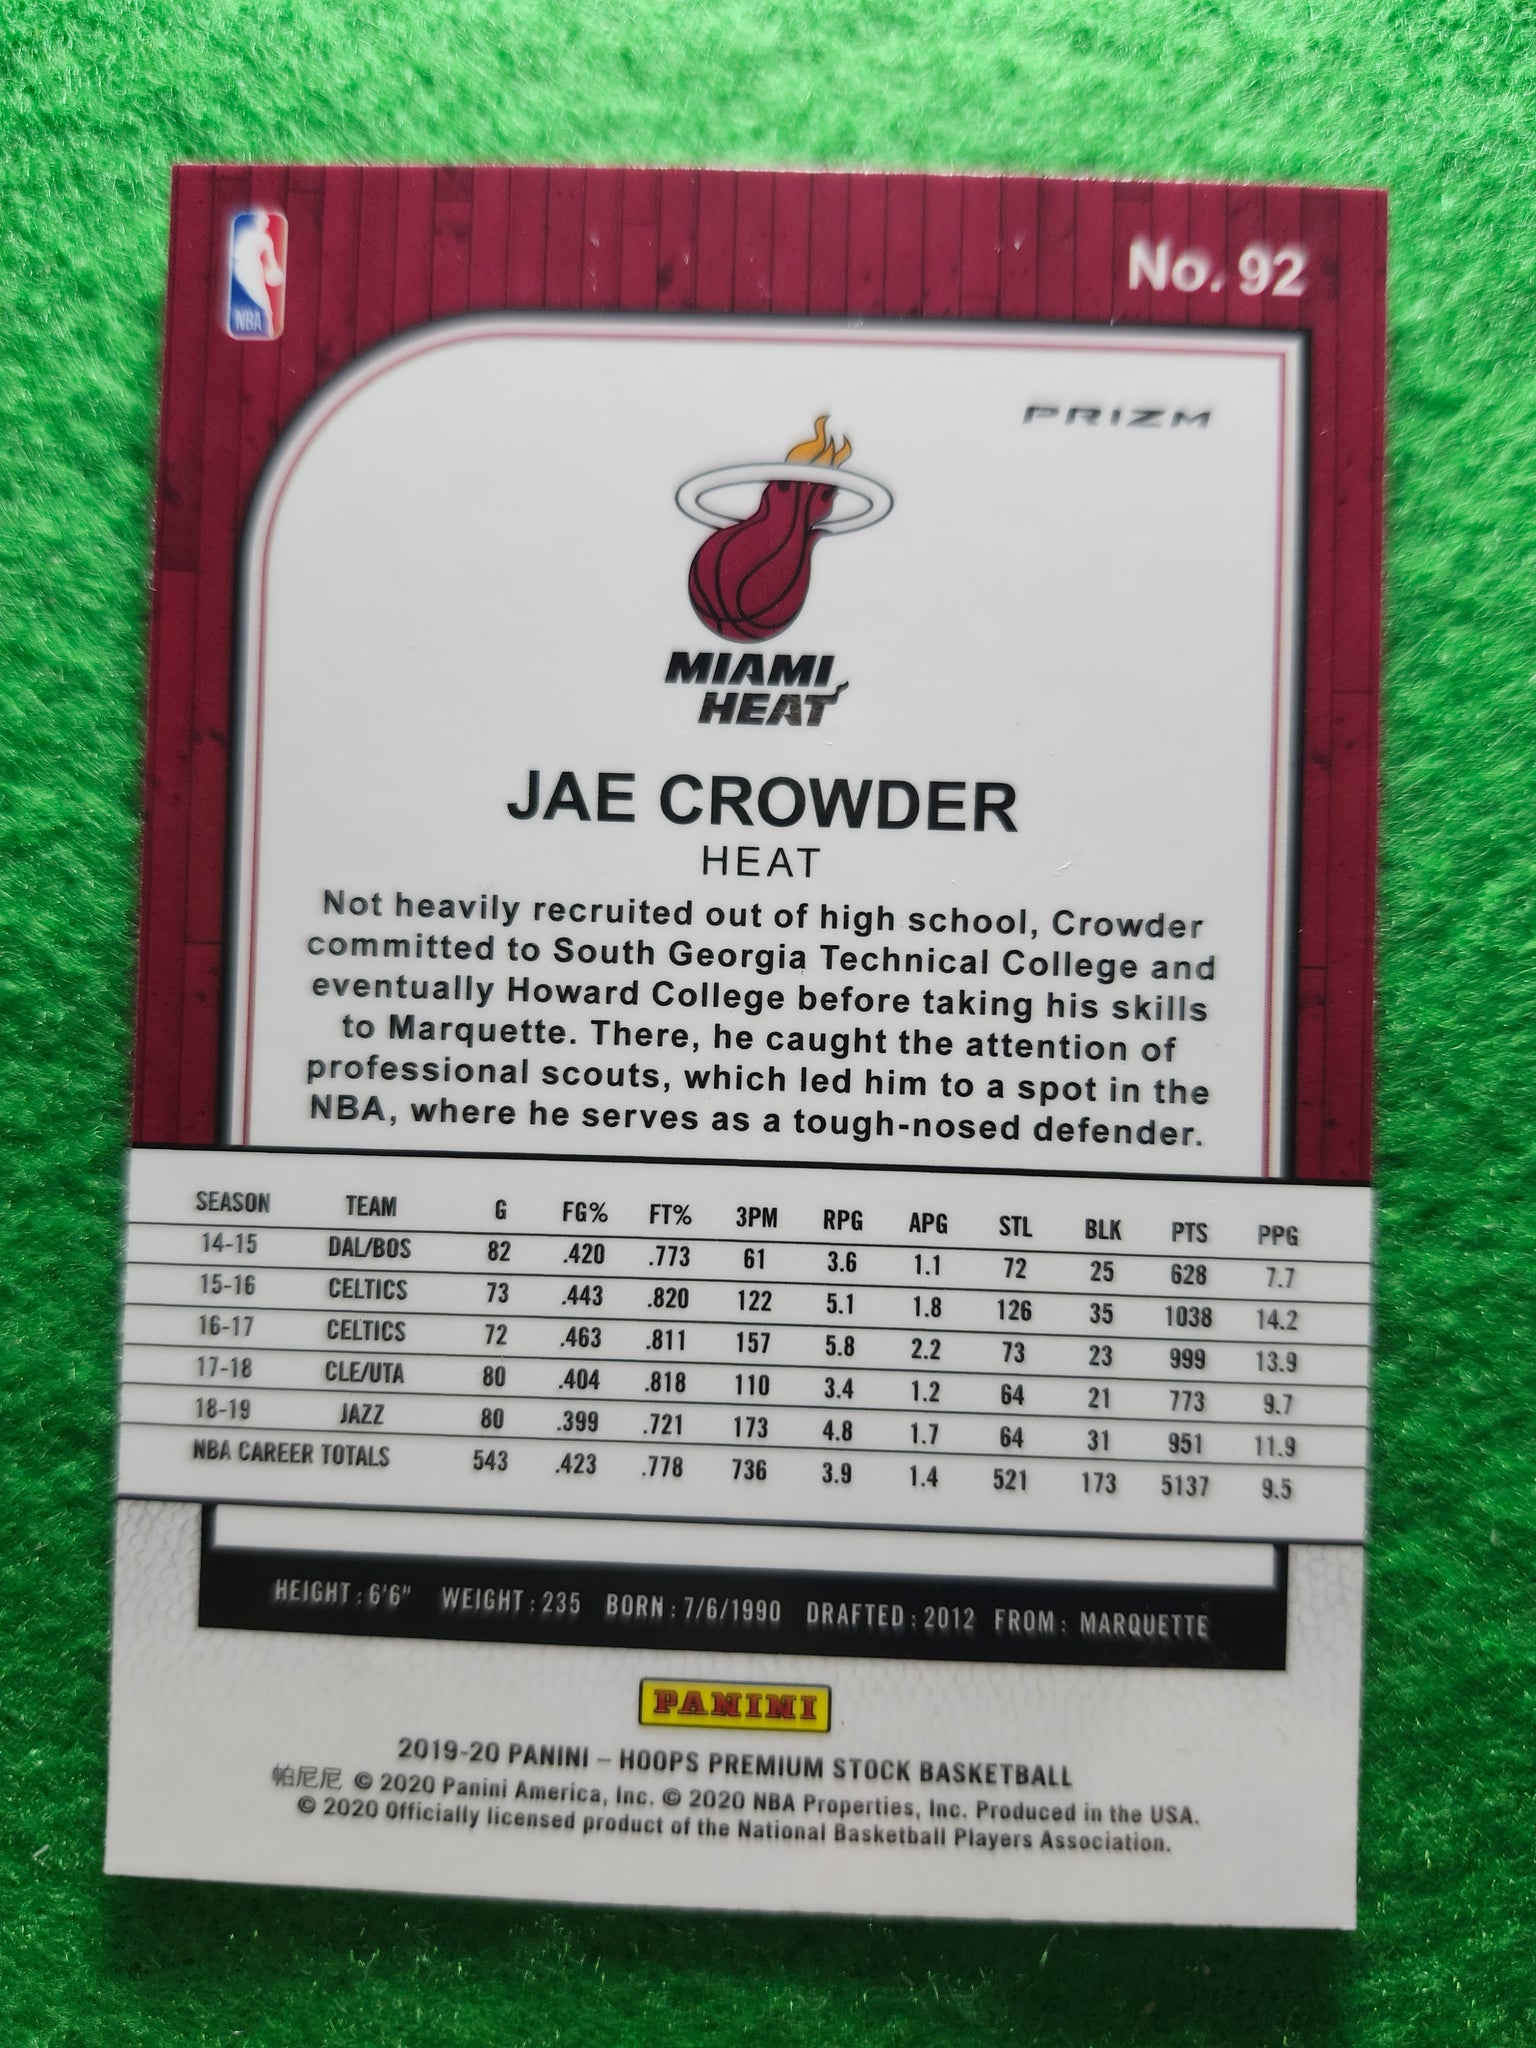 NBA
No. 92
PRIZM
MIAMI
HEAT
JAE CROWDER
HEAT
Not heavily recruited out of high school, Crowder
committed to South Georgia Technical College and
eventually Howard College before taking his skills
to Marquette. There, he caught the attention of
professional scouts, which led him to a spot in the
NBA, where he serves as a tough-nosed defender.
SEASON TEAM G FG% FT% 3PM RPG APG STL BLK PTS PPG
14-15 DAL/BOS 82 .420 .773 61 3.6 1.1 72 25 628 7.7
15-16 CELTICS 73 .443 .820 122 5.1 1.8 126 35 1038 14.2
16-17 CELTICS 72 .463 .811 157 5.8 2.2 73 23 999 13.9
17-18 CLE/UTA 80 .404 .818 110 3.4 1.2 64 21 773 9.7
18-19 JAZZ 80 .399 .721 173 4.8 1.7 64 31 951 11.9
NBA CAREER TOTALS 543 .423 .778 736 3.9 1.4 521 173 5137 9.5
HEIGHT : 6'6" WEIGHT : 235 BORN : 7/6/1990 DRAFTED : 2012 FROM : MARQUETTE
PANINI
2019-20 PANINI – HOOPS PREMIUM STOCK BASKETBALL
帕尼尼 © 2020 Panini America, Inc. © 2020 NBA Properties, Inc. Produced in the USA.
© 2020 Officially licensed product of the National Basketball Players Association.